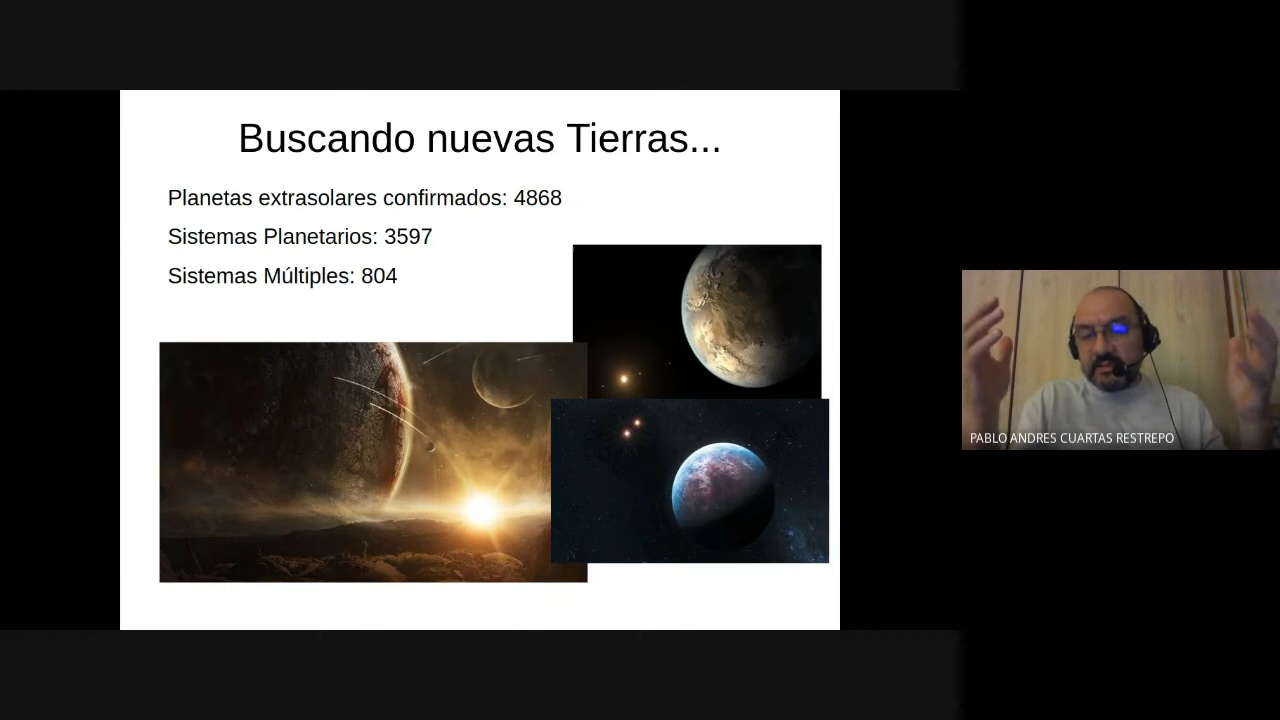 Buscando nuevas Tierras...
Planetas extrasolares confirmados: 4868
Sistemas Planetarios: 3597
Sistemas Múltiples: 804
PABLO ANDRES CUARTAS RESTREPO